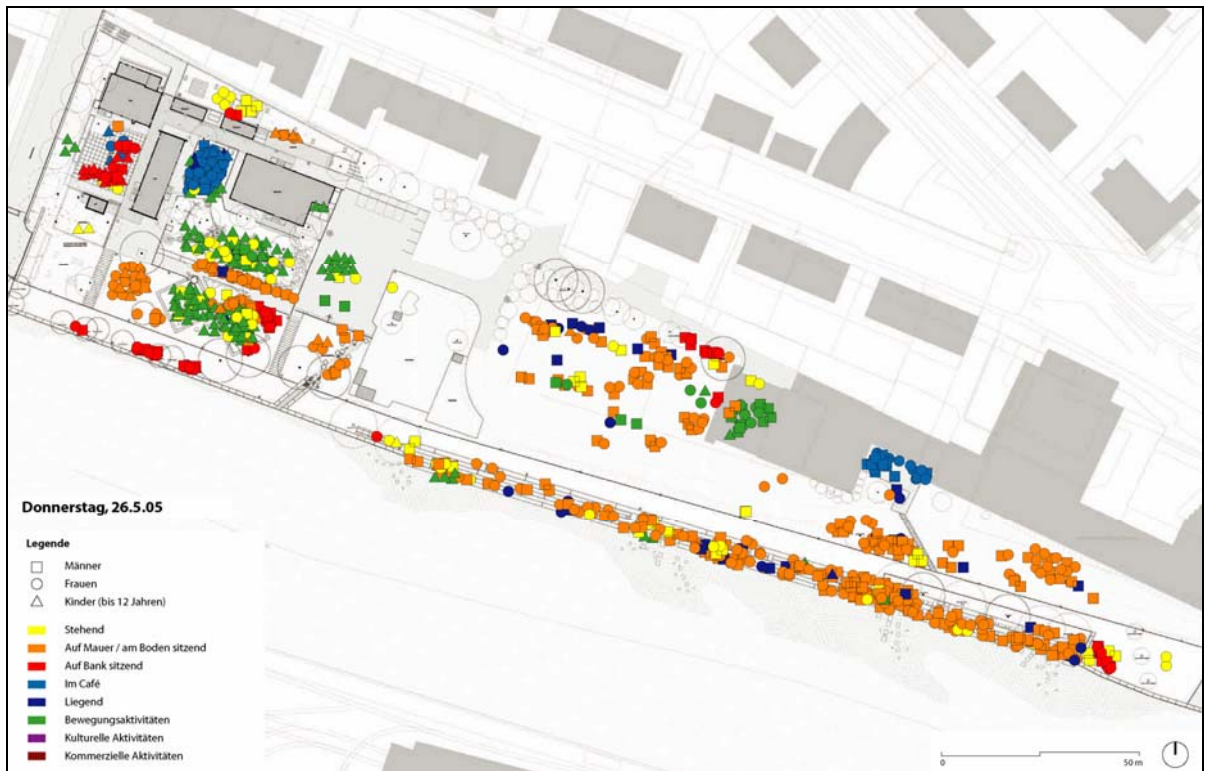 Donnerstag, 26.5.05
Legende
Männer
Frauen
Kinder (bis 12 Jahren)
Stehend
Auf Mauer / am Boden sitzend
Auf Bank sitzend
Im Café
Liegend
Bewegungsaktivitäten
Kulturelle Aktivitäten
Kommerzielle Aktivitäten
0 50 m